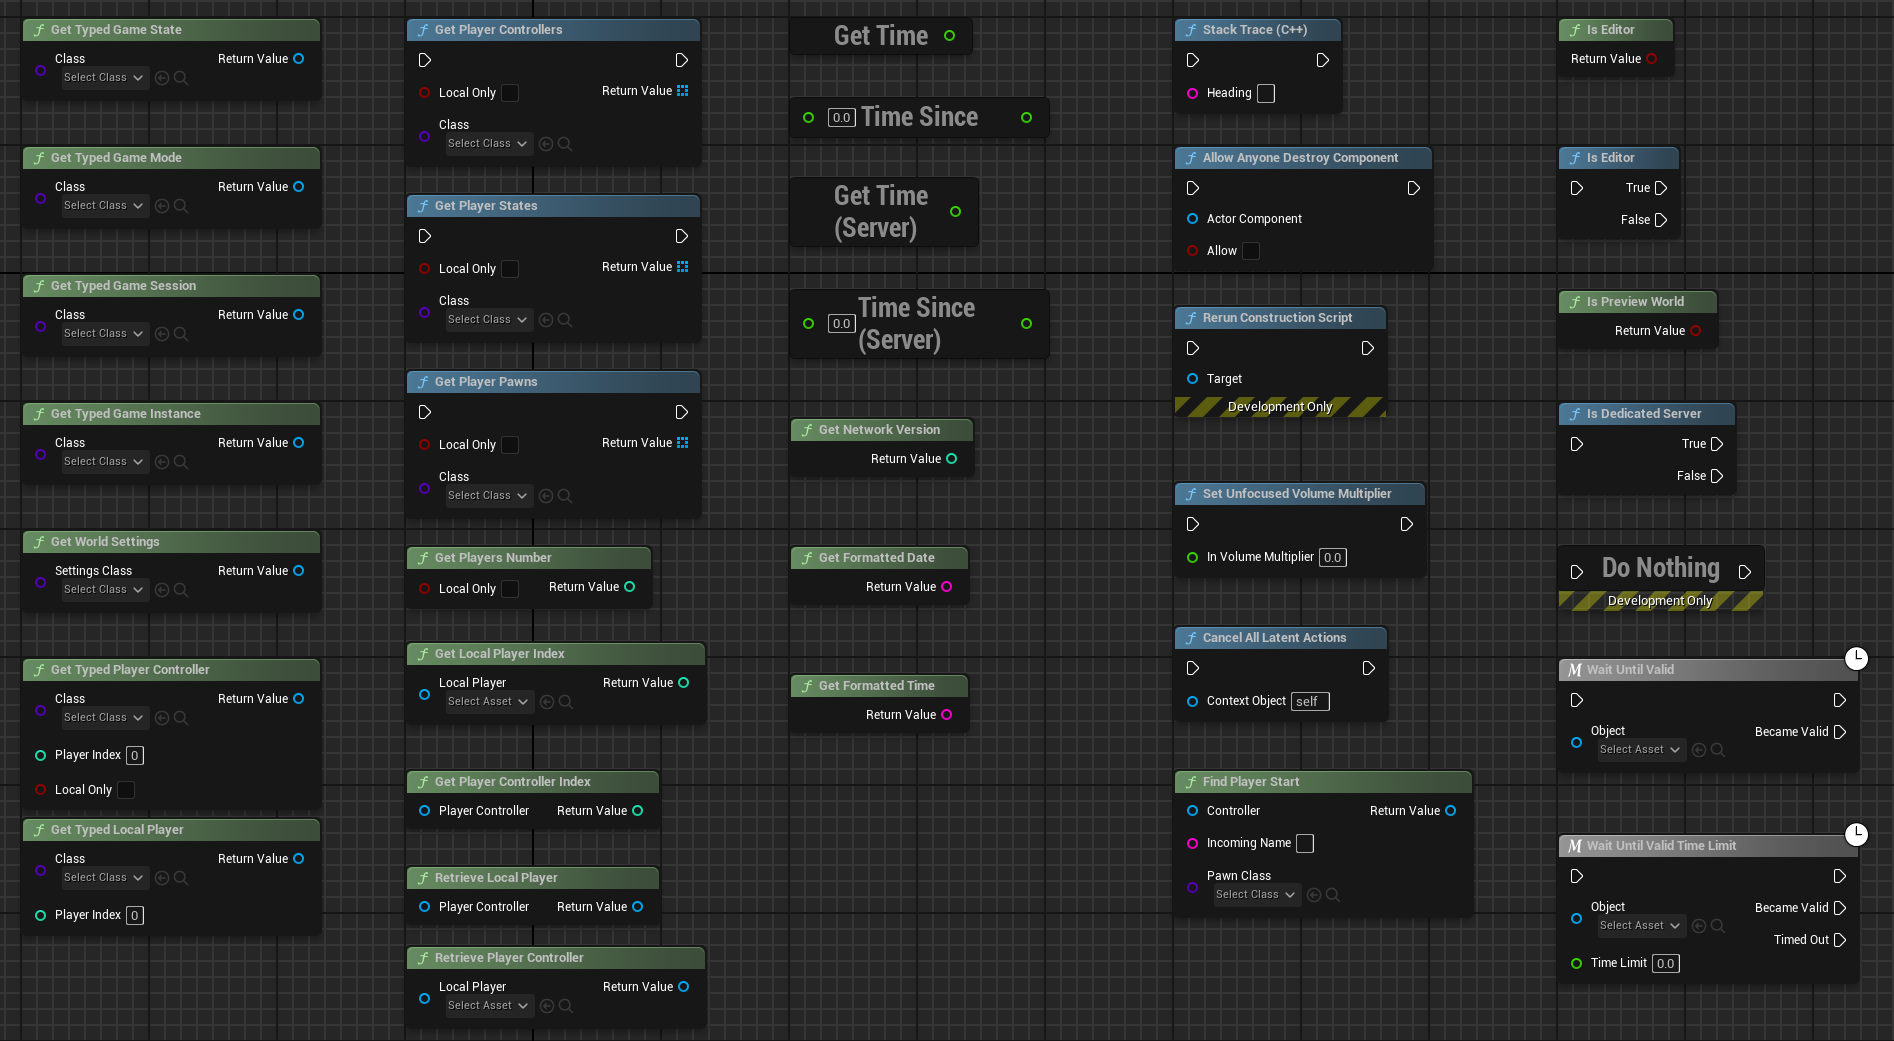 Get Typed Game State
Class
Return Value
Select Class
Get Typed Game Mode
Class
Return Value
Select Class
Get Typed Game Session
Class
Return Value
Select Class
Get Typed Game Instance
Class
Return Value
Select Class
Get World Settings
Settings Class
Return Value
Select Class
Get Typed Player Controller
Class
Return Value
Select Class
Player Index 0
Local Only
Get Typed Local Player
Class
Return Value
Select Class
Player Index 0
Get Player Controllers
Local Only
Return Value
Class
Select Class
Get Player States
Local Only
Return Value
Class
Select Class
Get Player Pawns
Local Only
Return Value
Class
Select Class
Get Players Number
Local Only
Return Value
Get Local Player Index
Local Player
Return Value
Select Asset
Get Player Controller Index
Player Controller
Return Value
Retrieve Local Player
Player Controller
Return Value
Retrieve Player Controller
Local Player
Return Value
Select Asset
Get Time
0.0 Time Since
Get Time
(Server)
0.0 Time Since
(Server)
Get Network Version
Return Value
Get Formatted Date
Return Value
Get Formatted Time
Return Value
Stack Trace (C++)
Heading
Allow Anyone Destroy Component
Actor Component
Allow
Rerun Construction Script
Target
Development Only
Set Unfocused Volume Multiplier
In Volume Multiplier 0.0
Cancel All Latent Actions
Context Object self
Find Player Start
Controller
Return Value
Incoming Name
Pawn Class
Select Class
Is Editor
Return Value
Is Editor
True
False
Is Preview World
Return Value
Is Dedicated Server
True
False
Do Nothing
Development Only
Wait Until Valid
Object
Became Valid
Select Asset
Wait Until Valid Time Limit
Object
Became Valid
Select Asset
Timed Out
Time Limit 0.0